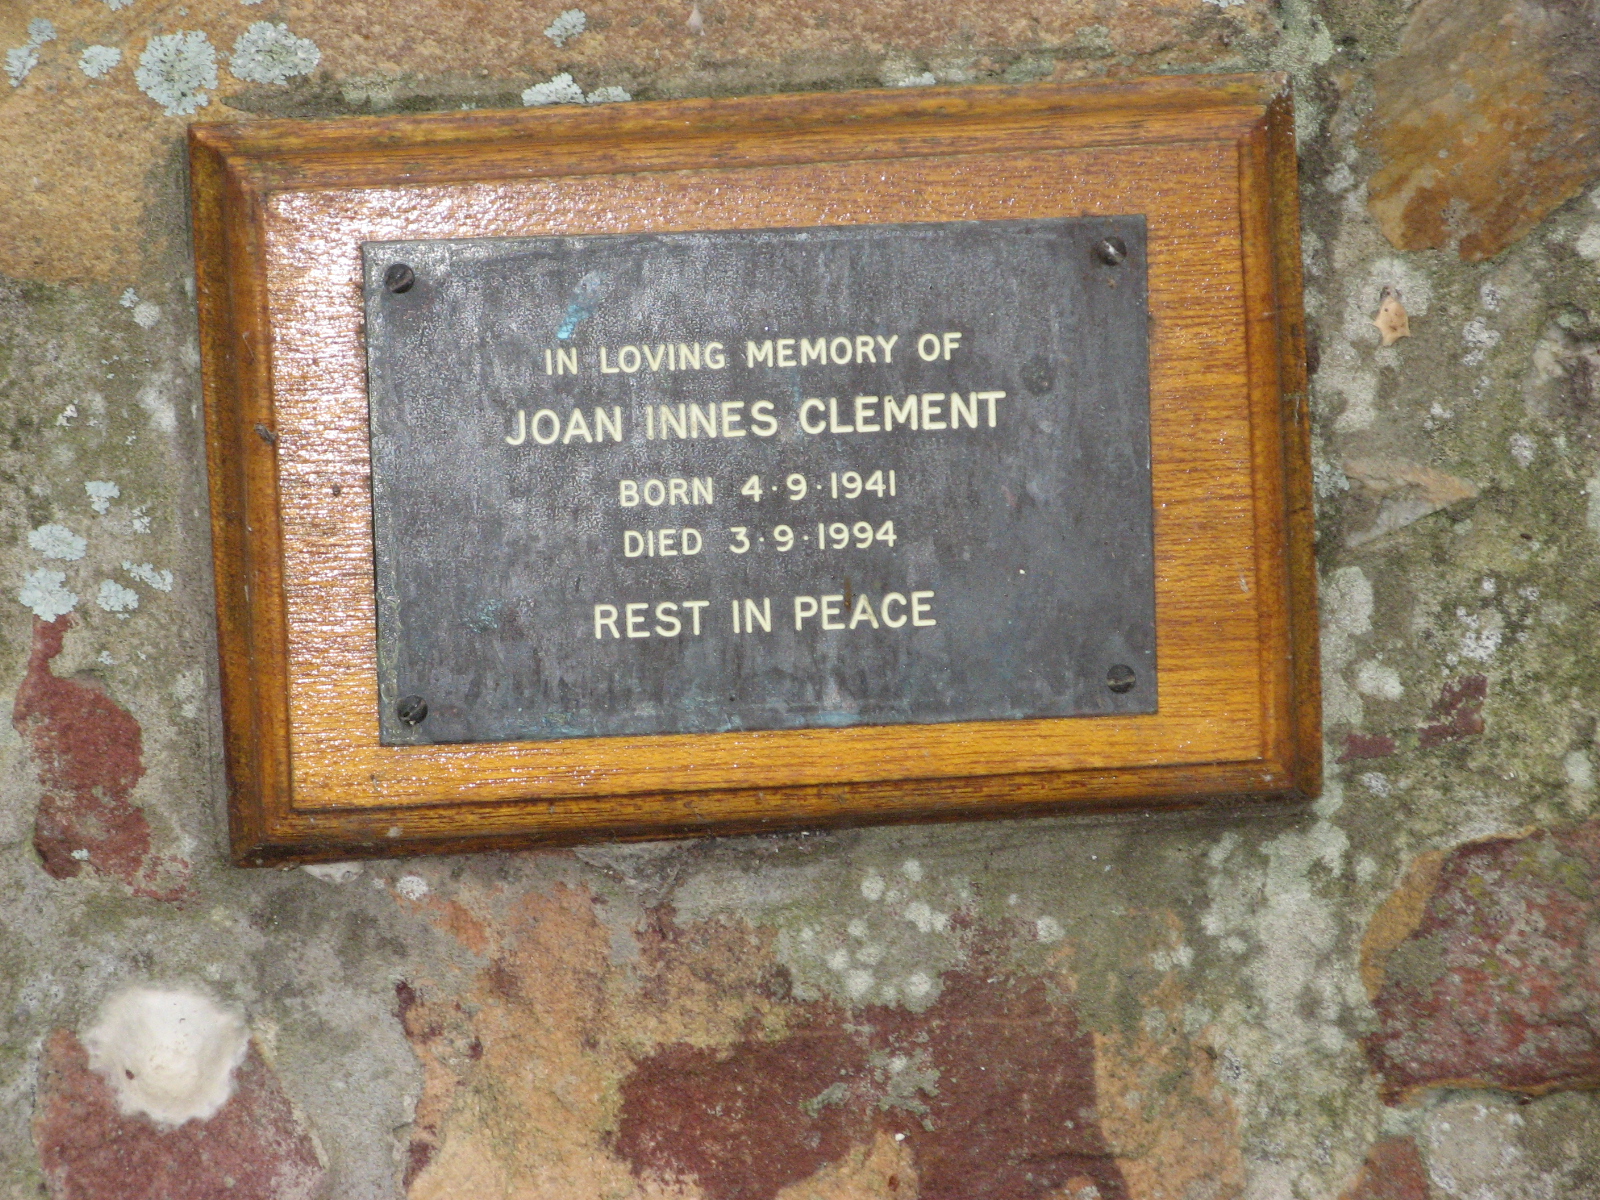 IN LOVING MEMORY OF
JOAN INNES CLEMENT
BORN 4·9·1941
DIED 3·9·1994
REST IN PEACE